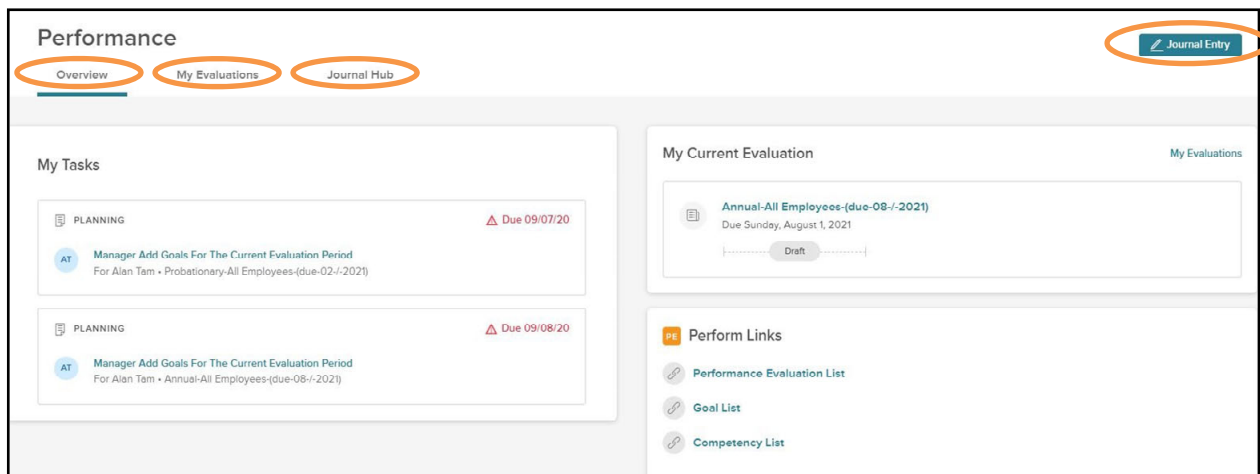 Performance
Journal Entry
Overview My Evaluations Journal Hub
My Tasks
PLANNING Due 09/07/20
AT Manager Add Goals For The Current Evaluation Period
For Alan Tam • Probationary-All Employees-(due-02-/-2021)
PLANNING Due 09/08/20
AT Manager Add Goals For The Current Evaluation Period
For Alan Tam • Annual-All Employees-(due-08-/-2021)
My Current Evaluation My Evaluations
Annual-All Employees-(due-08-/-2021)
Due Sunday, August 1, 2021
Draft
PE Perform Links
Performance Evaluation List
Goal List
Competency List